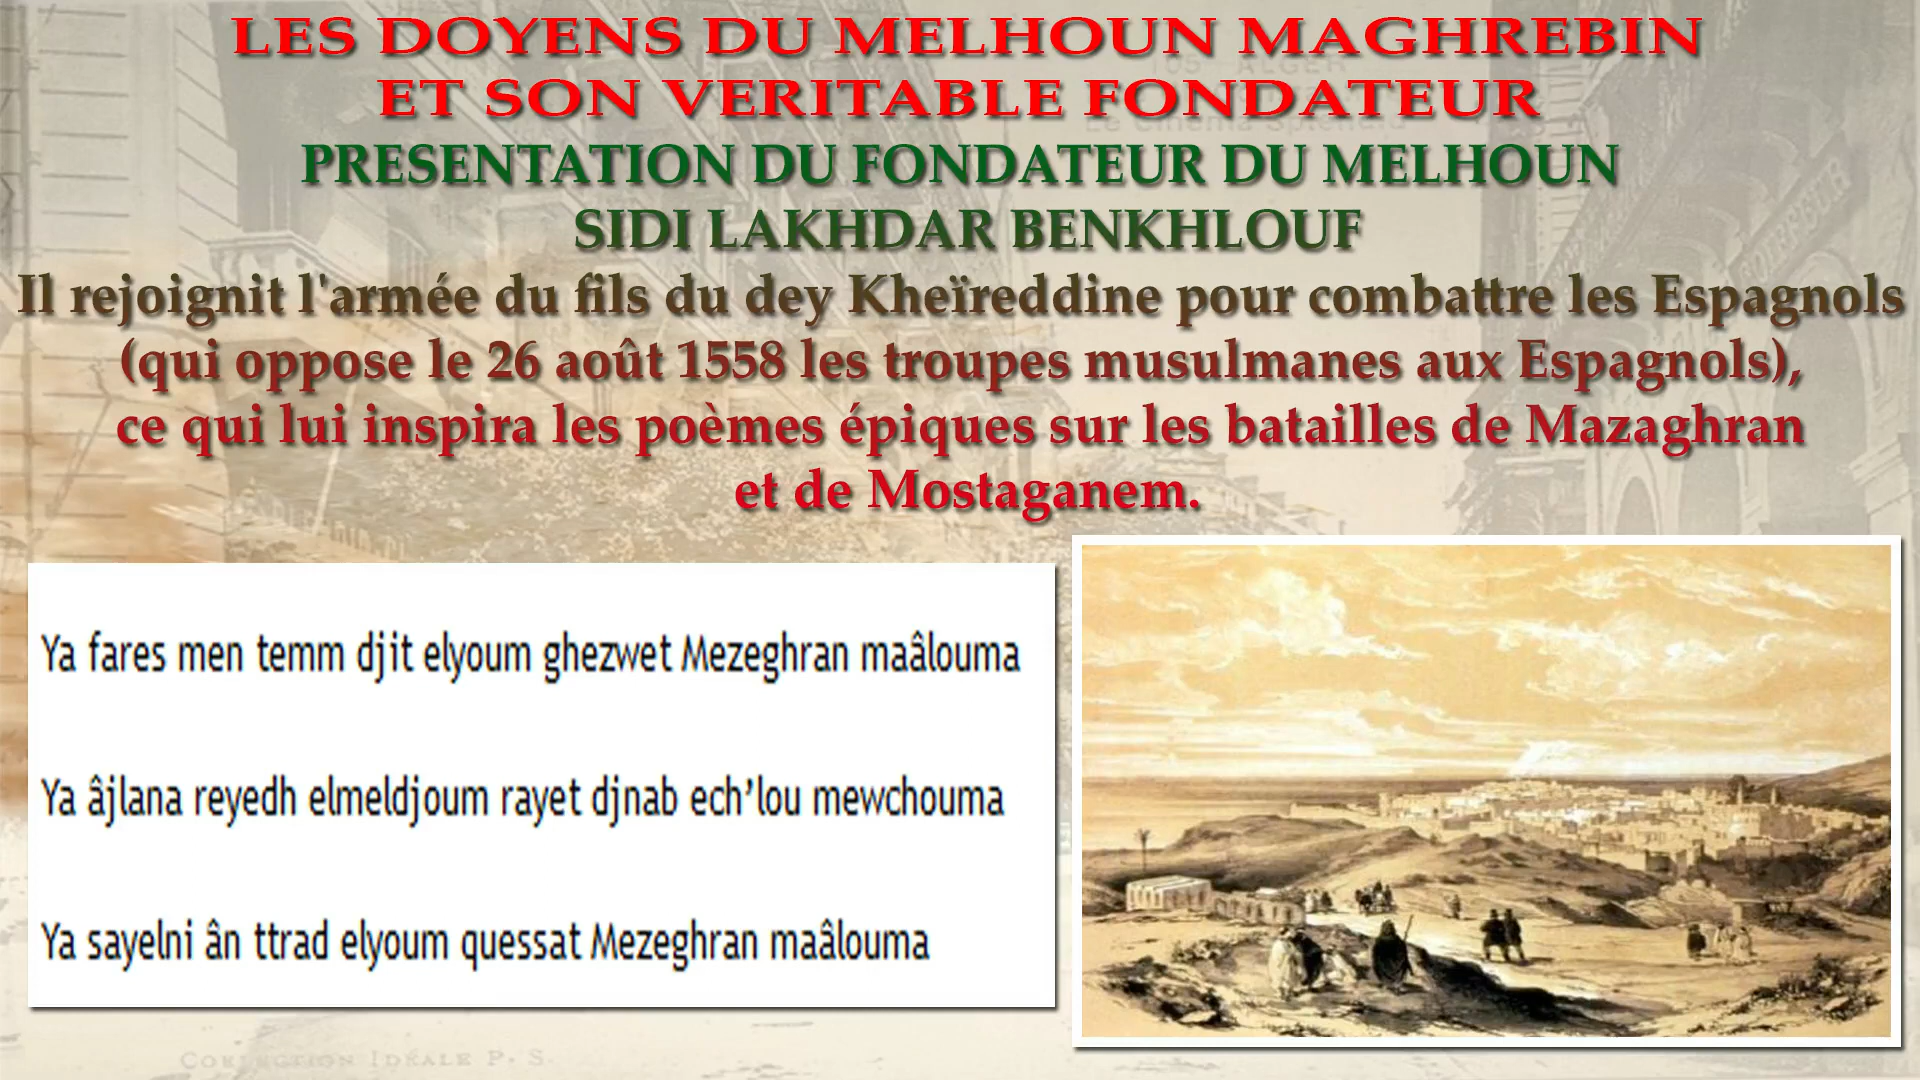 LES DOYENS DU MELHOUN MAGHREBIN
ET SON VERITABLE FONDATEUR
PRESENTATION DU FONDATEUR DU MELHOUN
SIDI LAKHDAR BENKHLOUF
Il rejoignit l'armée du fils du dey Kheïreddine pour combattre les Espagnols
(qui oppose le 26 août 1558 les troupes musulmanes aux Espagnols),
ce qui lui inspira les poèmes épiques sur les batailles de Mazaghran
et de Mostaganem.
Ya fares men temm djit elyoum ghezwet Mezeghran maâlouma
Ya âjlana reyedh elmeldjoum rayet djnab ech’lou mewchouma
Ya sayelni ân ttrad elyoum quessat Mezeghran maâlouma
COLLECTION IDÉALE P. S.